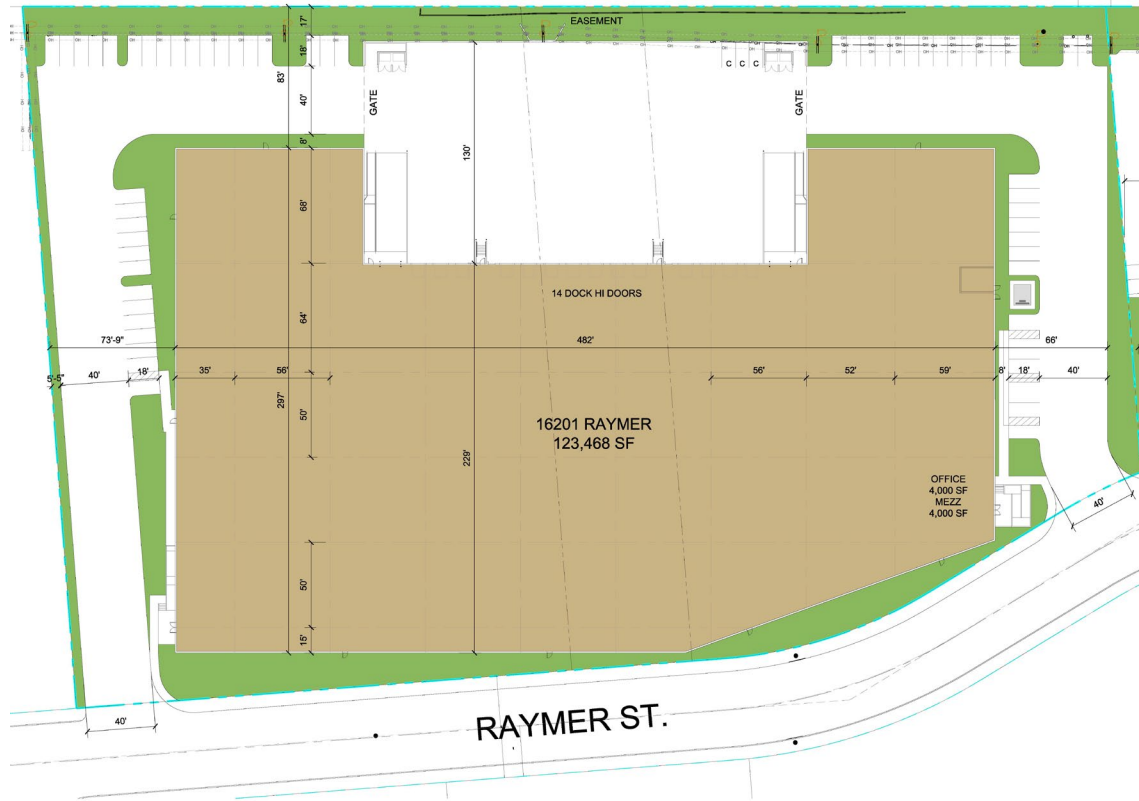 EASEMENT
17'
18'
83'
40'
8'
GATE
C C C
GATE
130'
68'
14 DOCK HI DOORS
64'
73'-9"
482'
66'
5'-5"
40'
18'
35'
56'
56'
52'
59'
8'
18'
40'
297'
50'
229'
16201 RAYMER
123,468 SF
OFFICE
4,000 SF
MEZZ
4,000 SF
40'
50'
15'
40'
RAYMER ST.